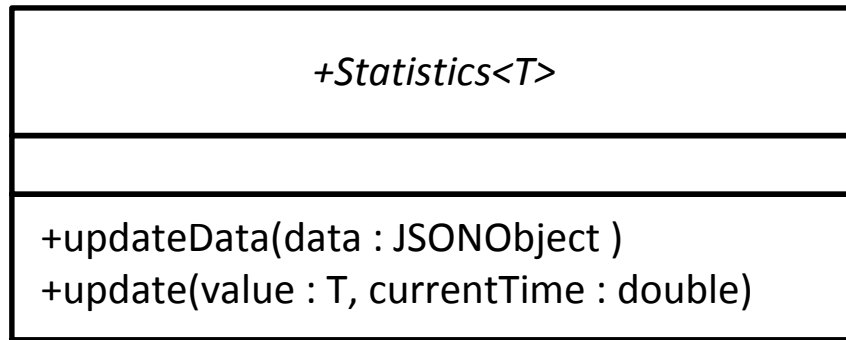 +Statistics<T>
+updateData(data : JSONObject )
+update(value : T, currentTime : double)